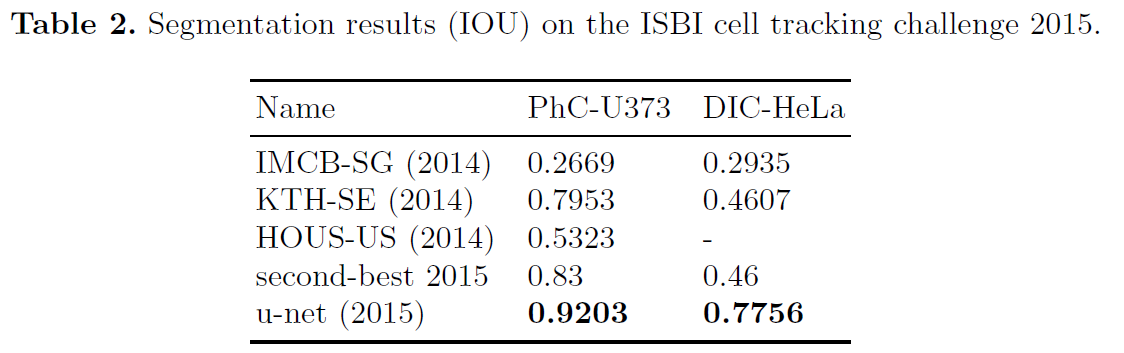 Table 2. Segmentation results (IOU) on the ISBI cell tracking challenge 2015.
Name PhC-U373 DIC-HeLa
IMCB-SG (2014) 0.2669 0.2935
KTH-SE (2014) 0.7953 0.4607
HOUS-US (2014) 0.5323 -
second-best 2015 0.83 0.46
u-net (2015) 0.9203 0.7756